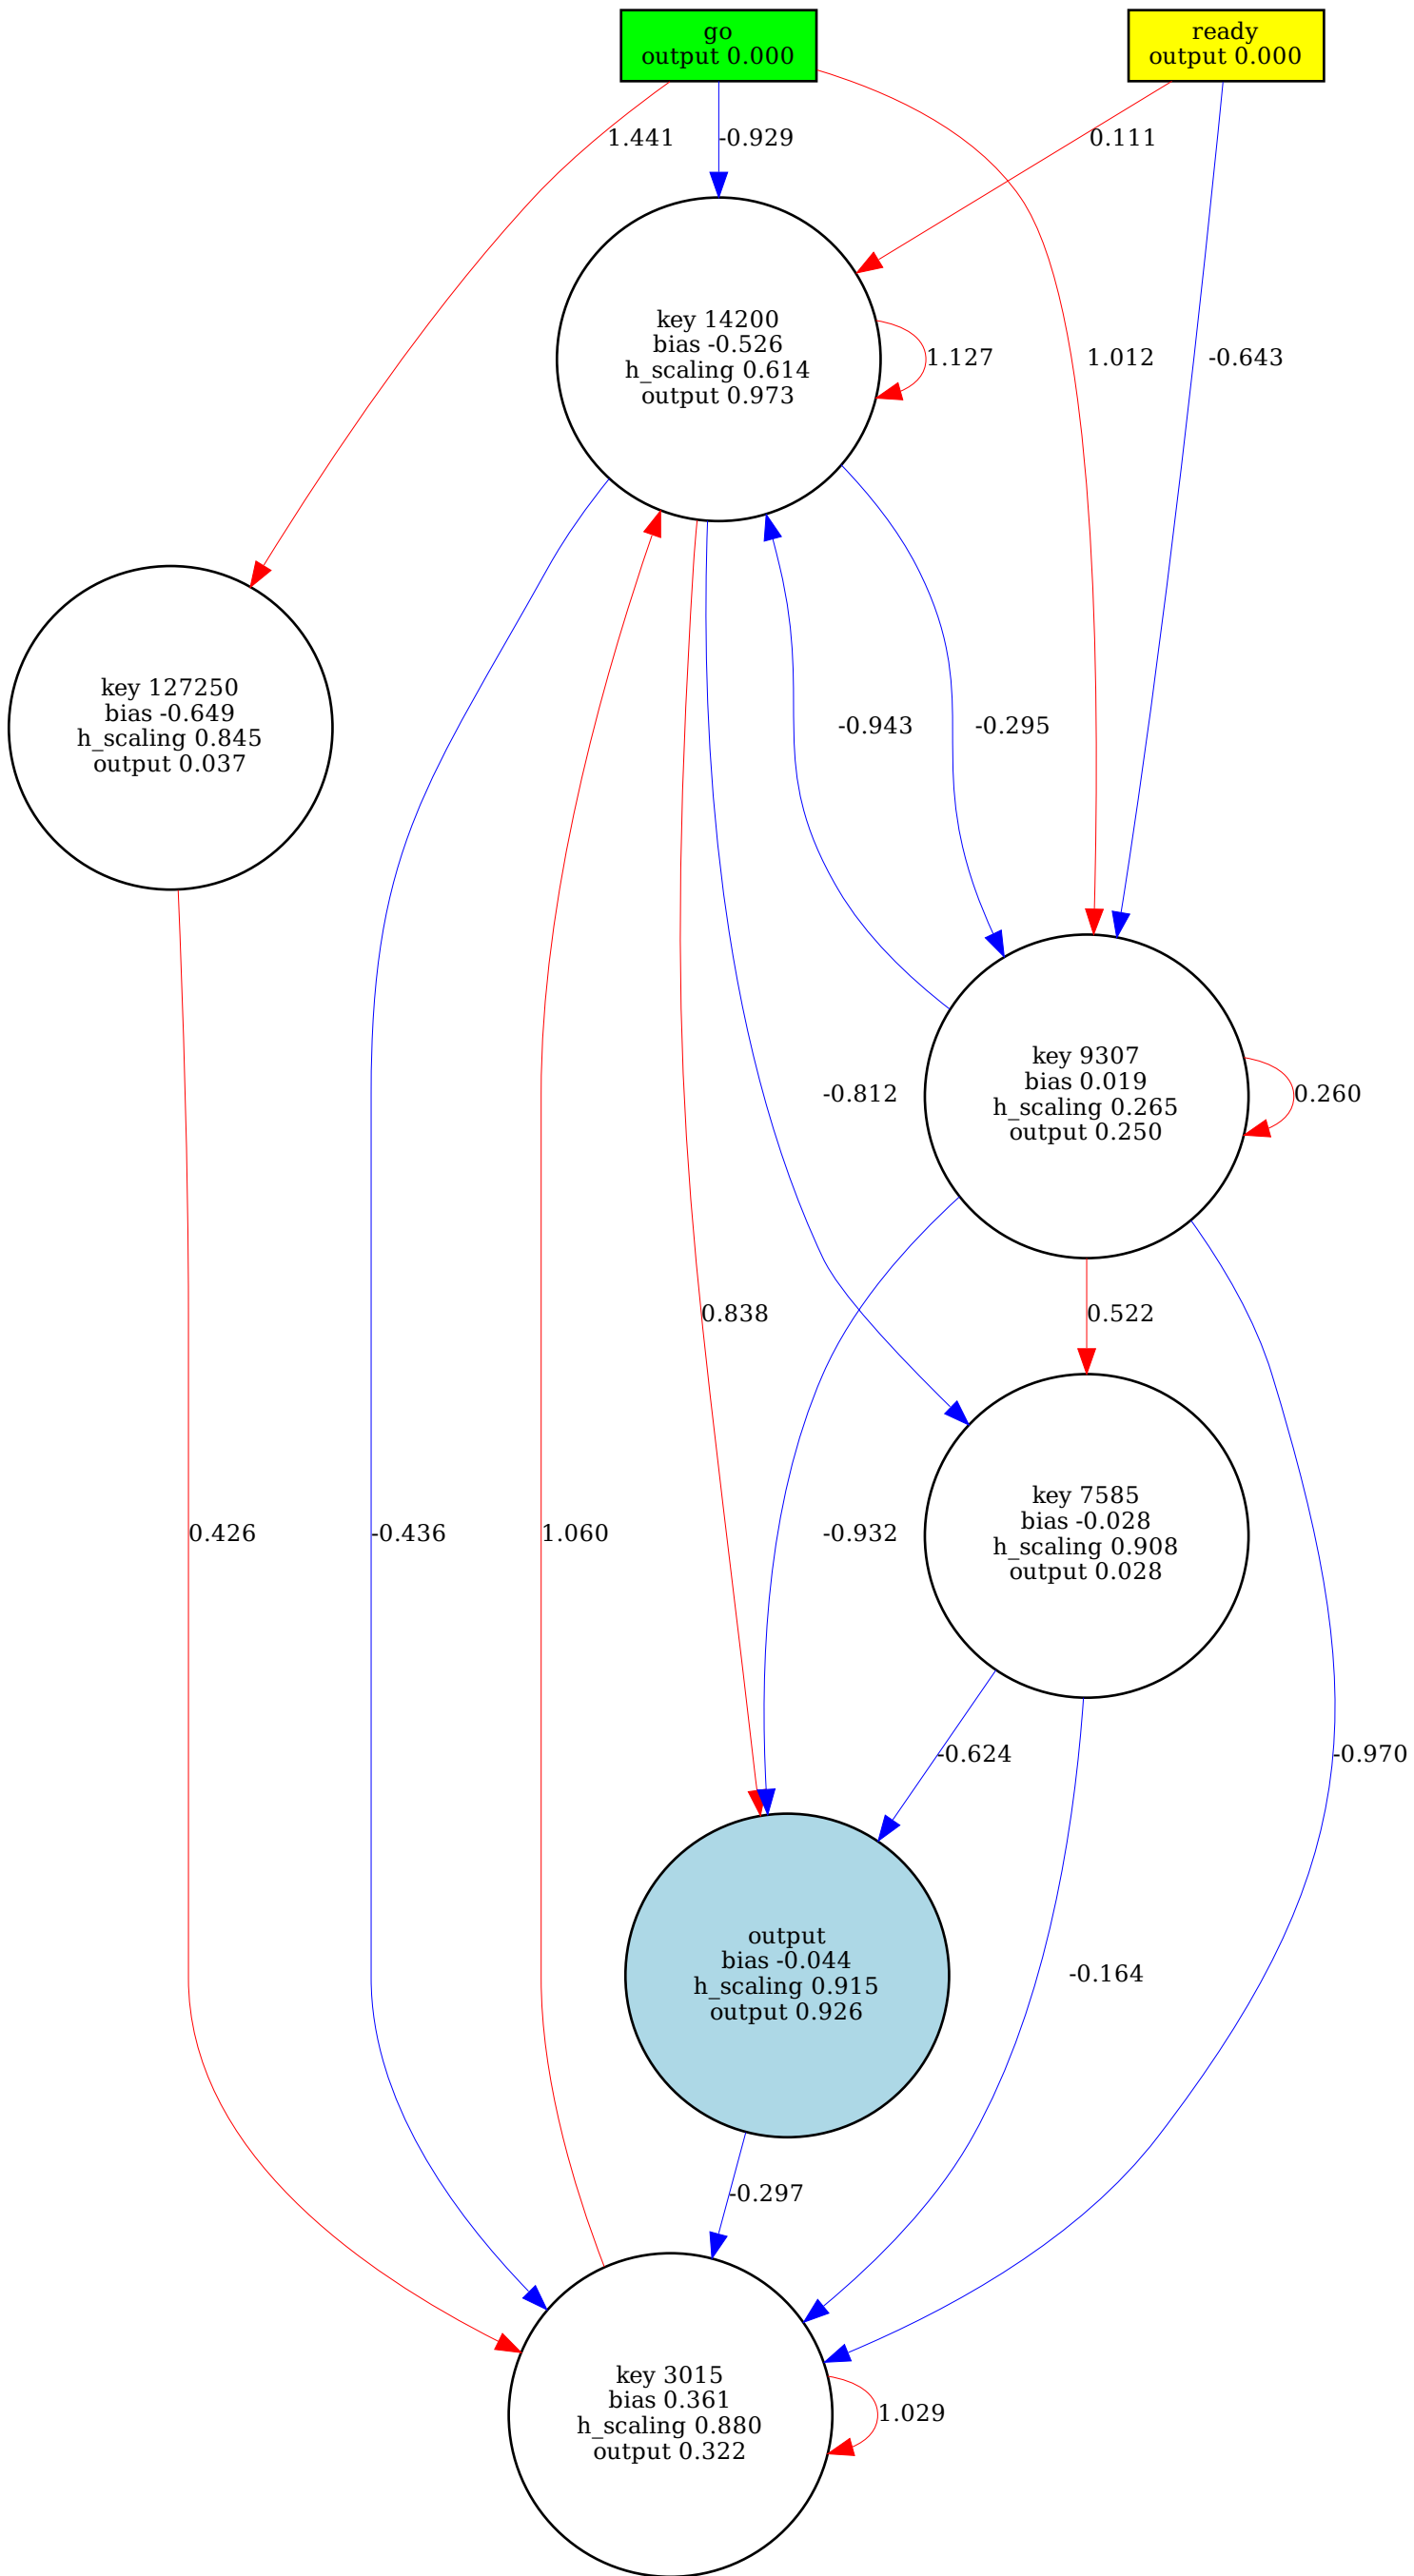 go
output 0.000
ready
output 0.000
1.441
-0.929
0.111
key 14200
bias -0.526
h_scaling 0.614
output 0.973
1.127
1.012
-0.643
key 127250
bias -0.649
h_scaling 0.845
output 0.037
-0.943
-0.295
key 9307
bias 0.019
h_scaling 0.265
output 0.250
-0.812
0.260
0.838
0.522
key 7585
bias -0.028
h_scaling 0.908
output 0.028
0.426
-0.436
1.060
-0.932
-0.624
-0.970
output
bias -0.044
h_scaling 0.915
output 0.926
-0.164
-0.297
key 3015
bias 0.361
h_scaling 0.880
output 0.322
1.029